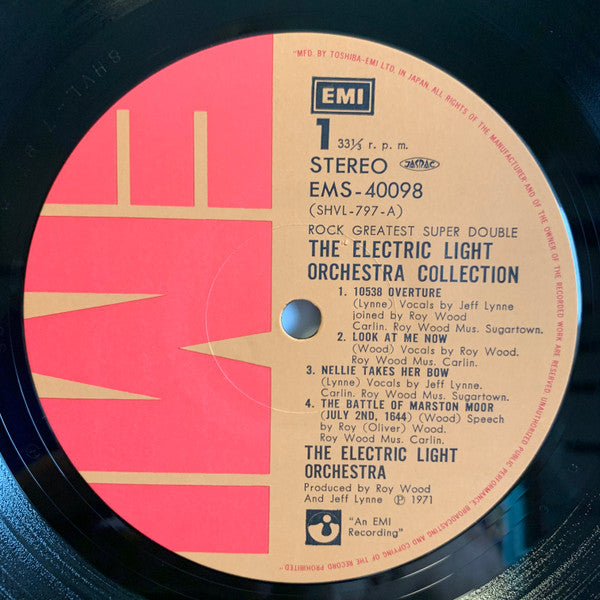 "MFD. BY TOSHIBA-EMI LTD. IN JAPAN. ALL RIGHTS OF THE MANUFACTURER AND OF THE OWNER OF THE RECORDED WORK ARE RESERVED. UNAUTHORIZED PUBLIC PERFORMANCE, BROADCASTING AND COPYING OF THE RECORD PROHIBITED"
EMI
1 33⅓ r. p. m.
STEREO JASRAC
EMS-40098
(SHVL-797-A)
ROCK GREATEST SUPER DOUBLE
THE ELECTRIC LIGHT
ORCHESTRA COLLECTION
1. 10538 OVERTURE
(Lynne) Vocals by Jeff Lynne
joined by Roy Wood
Carlin. Roy Wood Mus. Sugartown.
2. LOOK AT ME NOW
(Wood) Vocals by Roy Wood.
Roy Wood Mus. Carlin.
3. NELLIE TAKES HER BOW
(Lynne) Vocals by Jeff Lynne.
Carlin. Roy Wood Mus. Sugartown.
4. THE BATTLE OF MARSTON MOOR
(JULY 2ND, 1644) (Wood) Speech
by Roy (Oliver) Wood.
Roy Wood Mus. Carlin.
THE ELECTRIC LIGHT
ORCHESTRA
Produced by Roy Wood
And Jeff Lynne ℗ 1971
"An EMI
Recording"
EMI